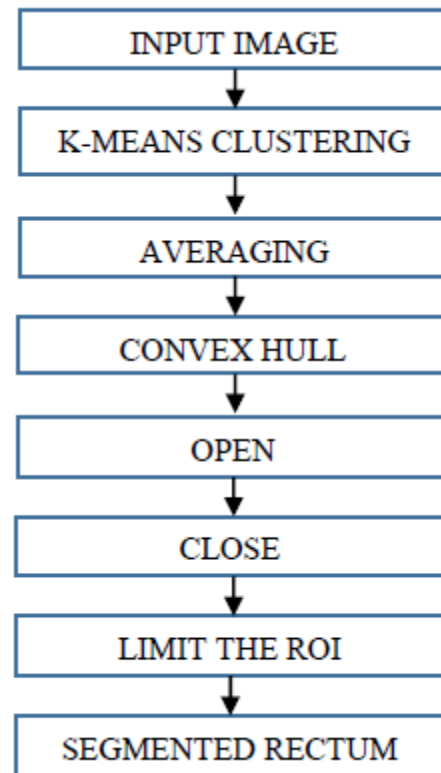 INPUT IMAGE
K-MEANS CLUSTERING
AVERAGING
CONVEX HULL
OPEN
CLOSE
LIMIT THE ROI
SEGMENTED RECTUM